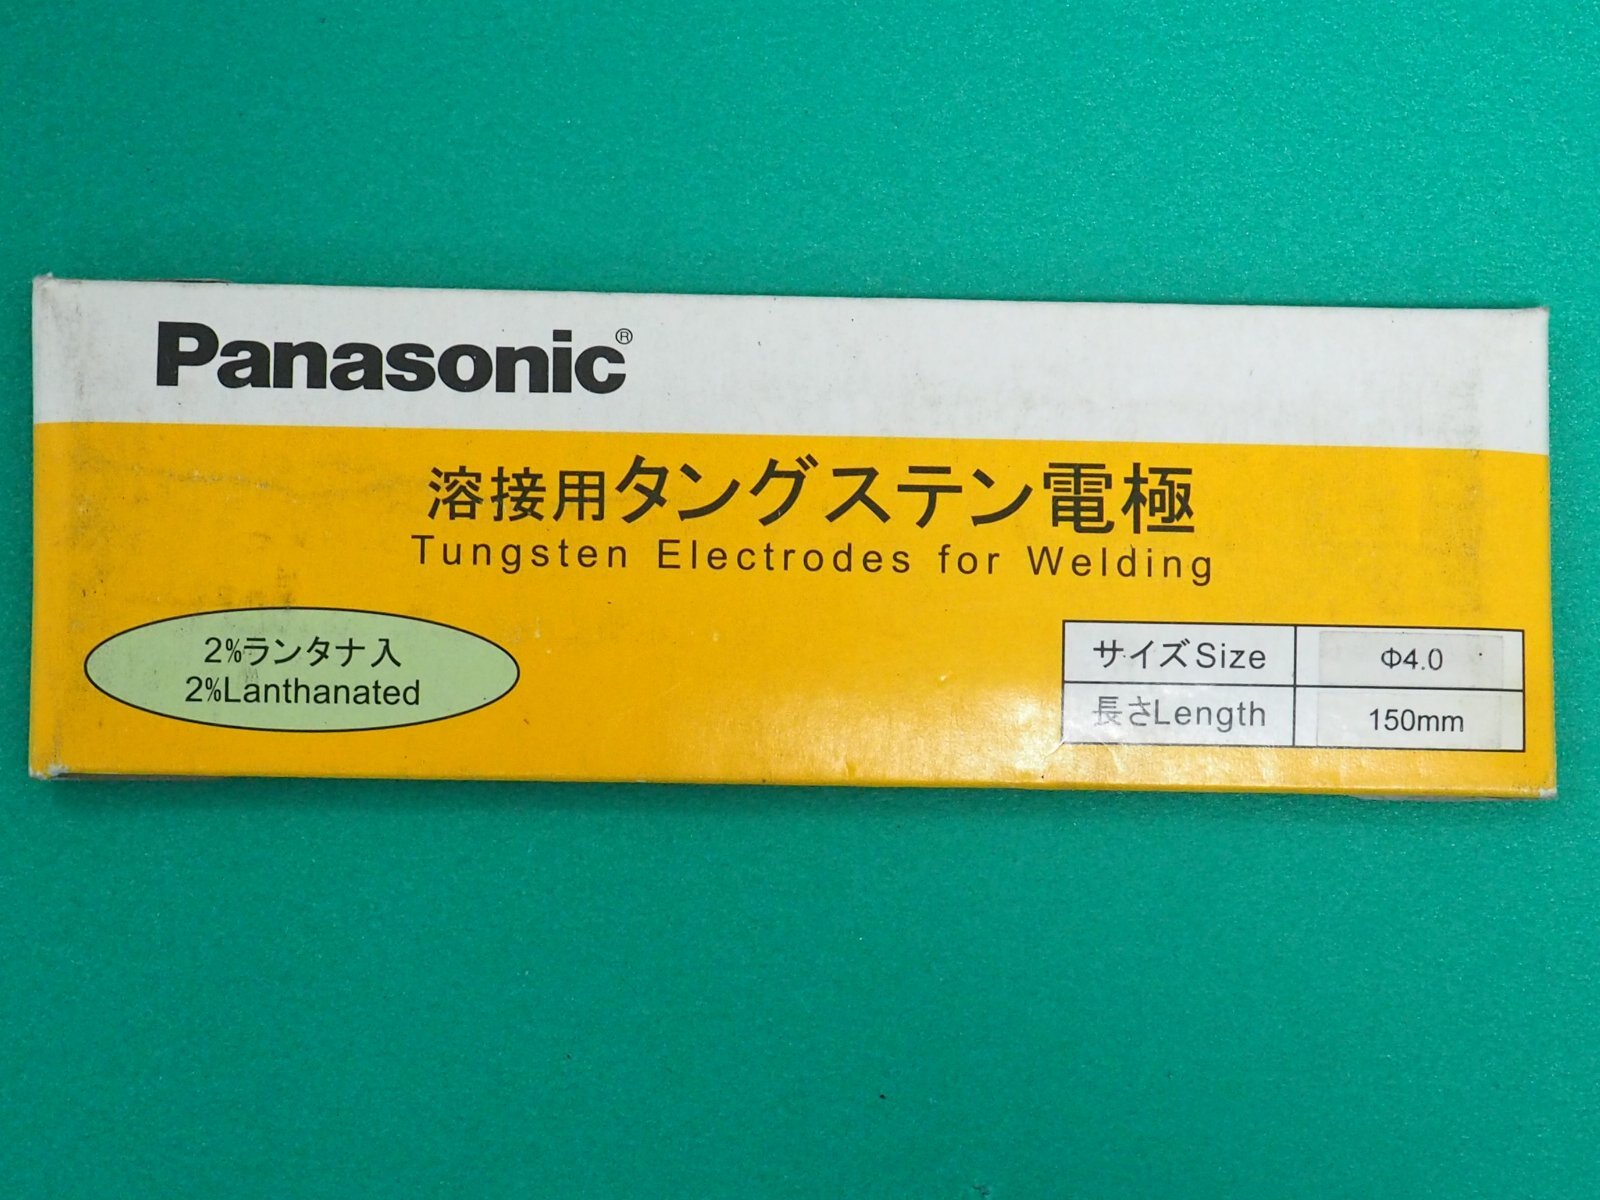 Panasonic®
溶接用タングステン電極
Tungsten Electrodes for Welding
2%ランタナ入
2%Lanthanated
サイズSize Φ4.0
長さLength 150mm